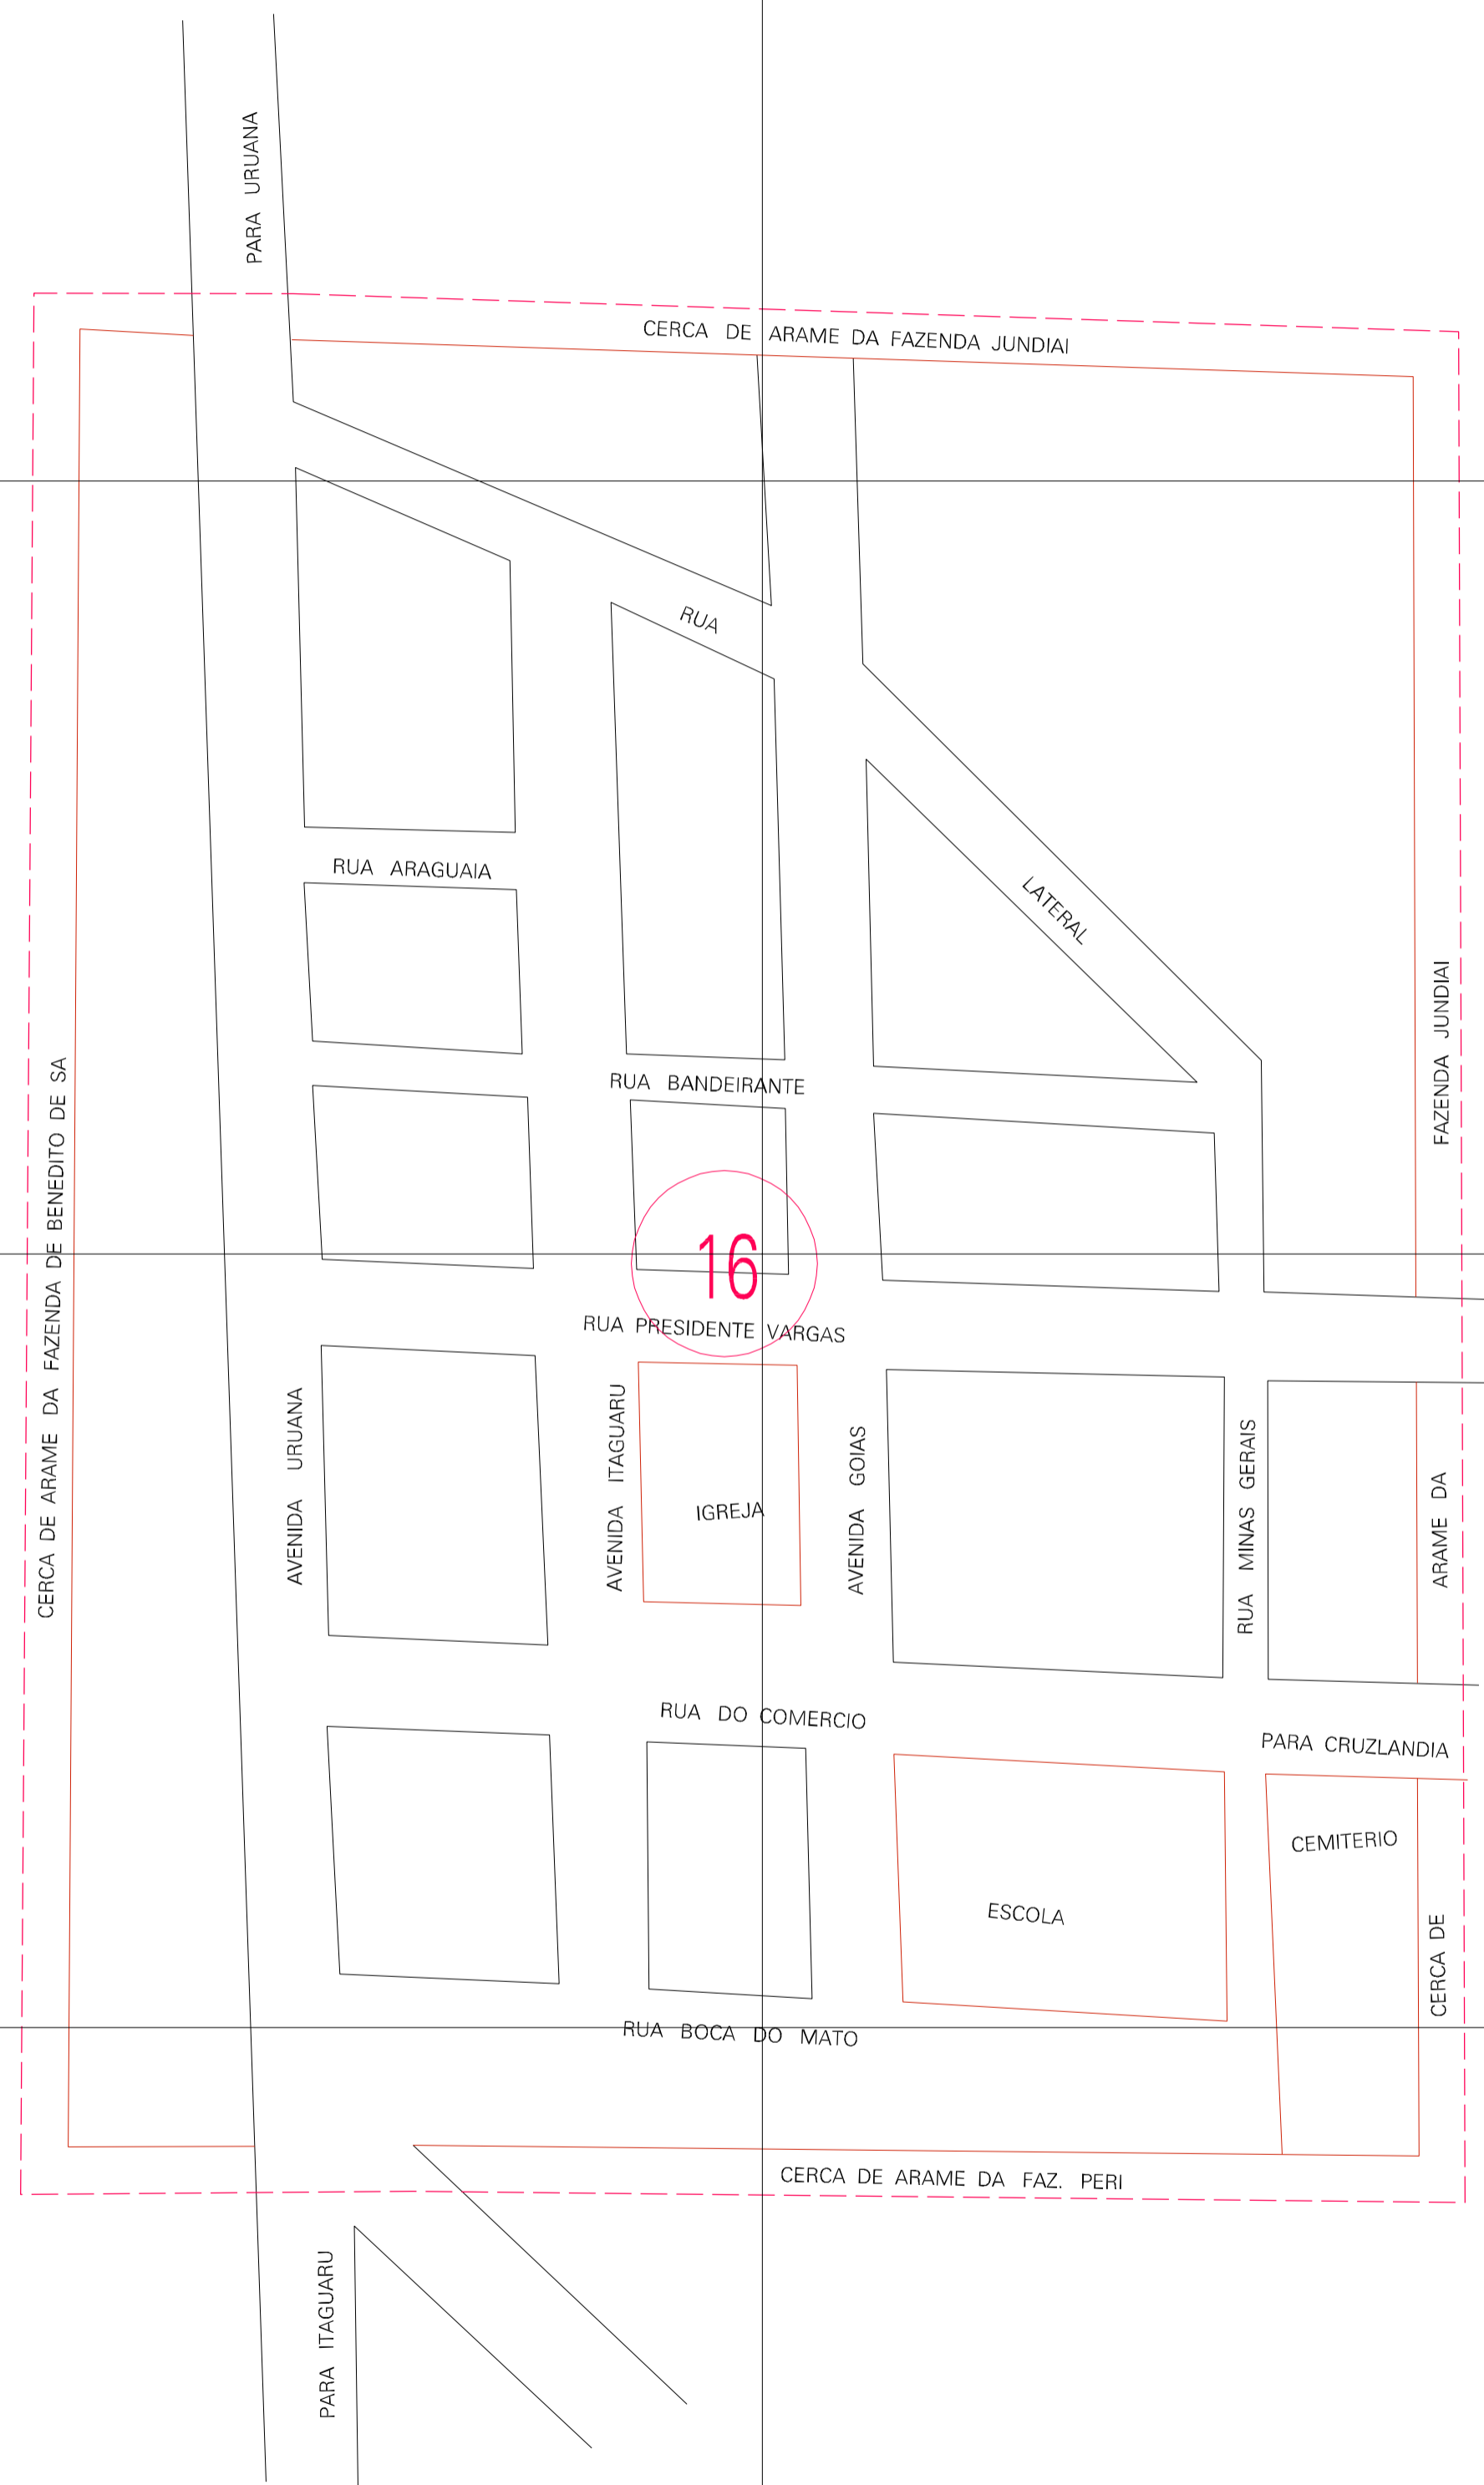 PARA URUANA
CERCA DE ARAME DA FAZENDA JUNDIAI
RUA
RUA ARAGUAIA
LATERAL
FAZENDA JUNDIAI
CERCA DE ARAME DA FAZENDA DE BENEDITO DE SA
RUA BANDEIRANTE
16
RUA PRESIDENTE VARGAS
AVENIDA URUANA
AVENIDA ITAGUARU
IGREJA
AVENIDA GOIAS
RUA MINAS GERAIS
ARAME DA
RUA DO COMERCIO
PARA CRUZLANDIA
CEMITERIO
ESCOLA
CERCA DE
RUA BOCA DO MATO
CERCA DE ARAME DA FAZ. PERI
PARA ITAGUARU